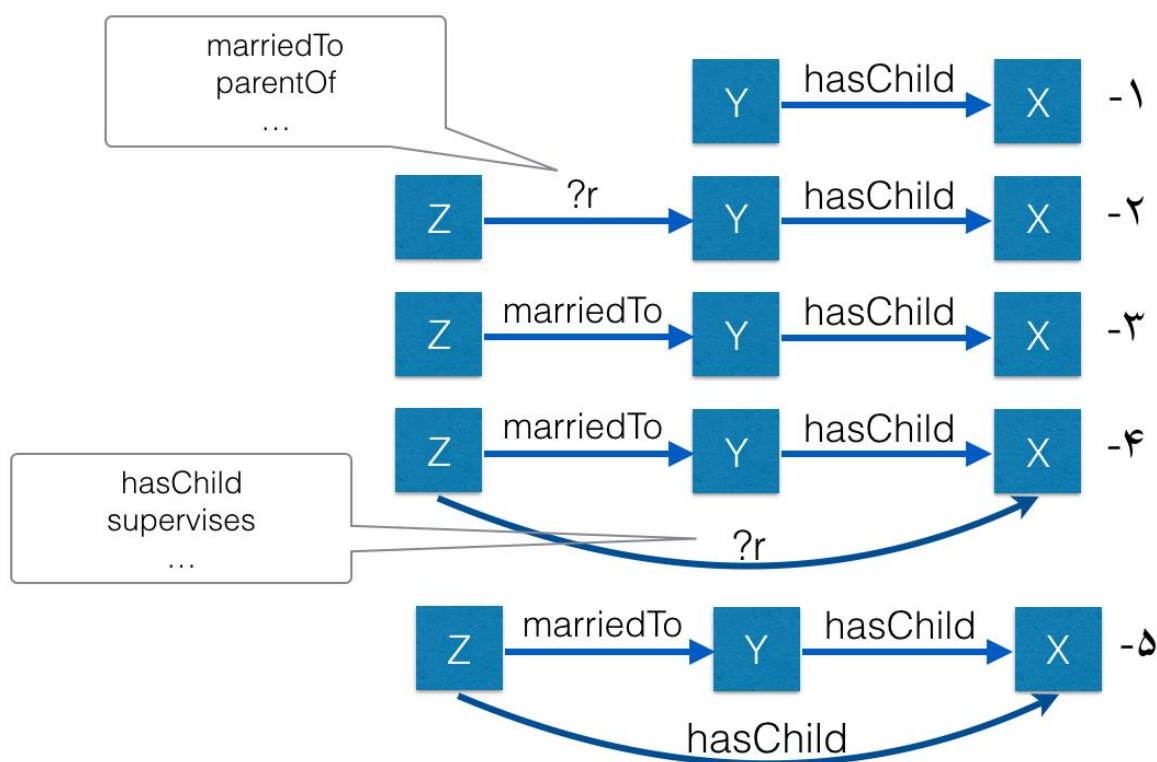 marriedTo
parentOf
...
Y hasChild X -۱
Z ?r Y hasChild X -۲
Z marriedTo Y hasChild X -۳
Z marriedTo Y hasChild X -۴
hasChild
supervises
...
?r
Z marriedTo Y hasChild X -۵
hasChild